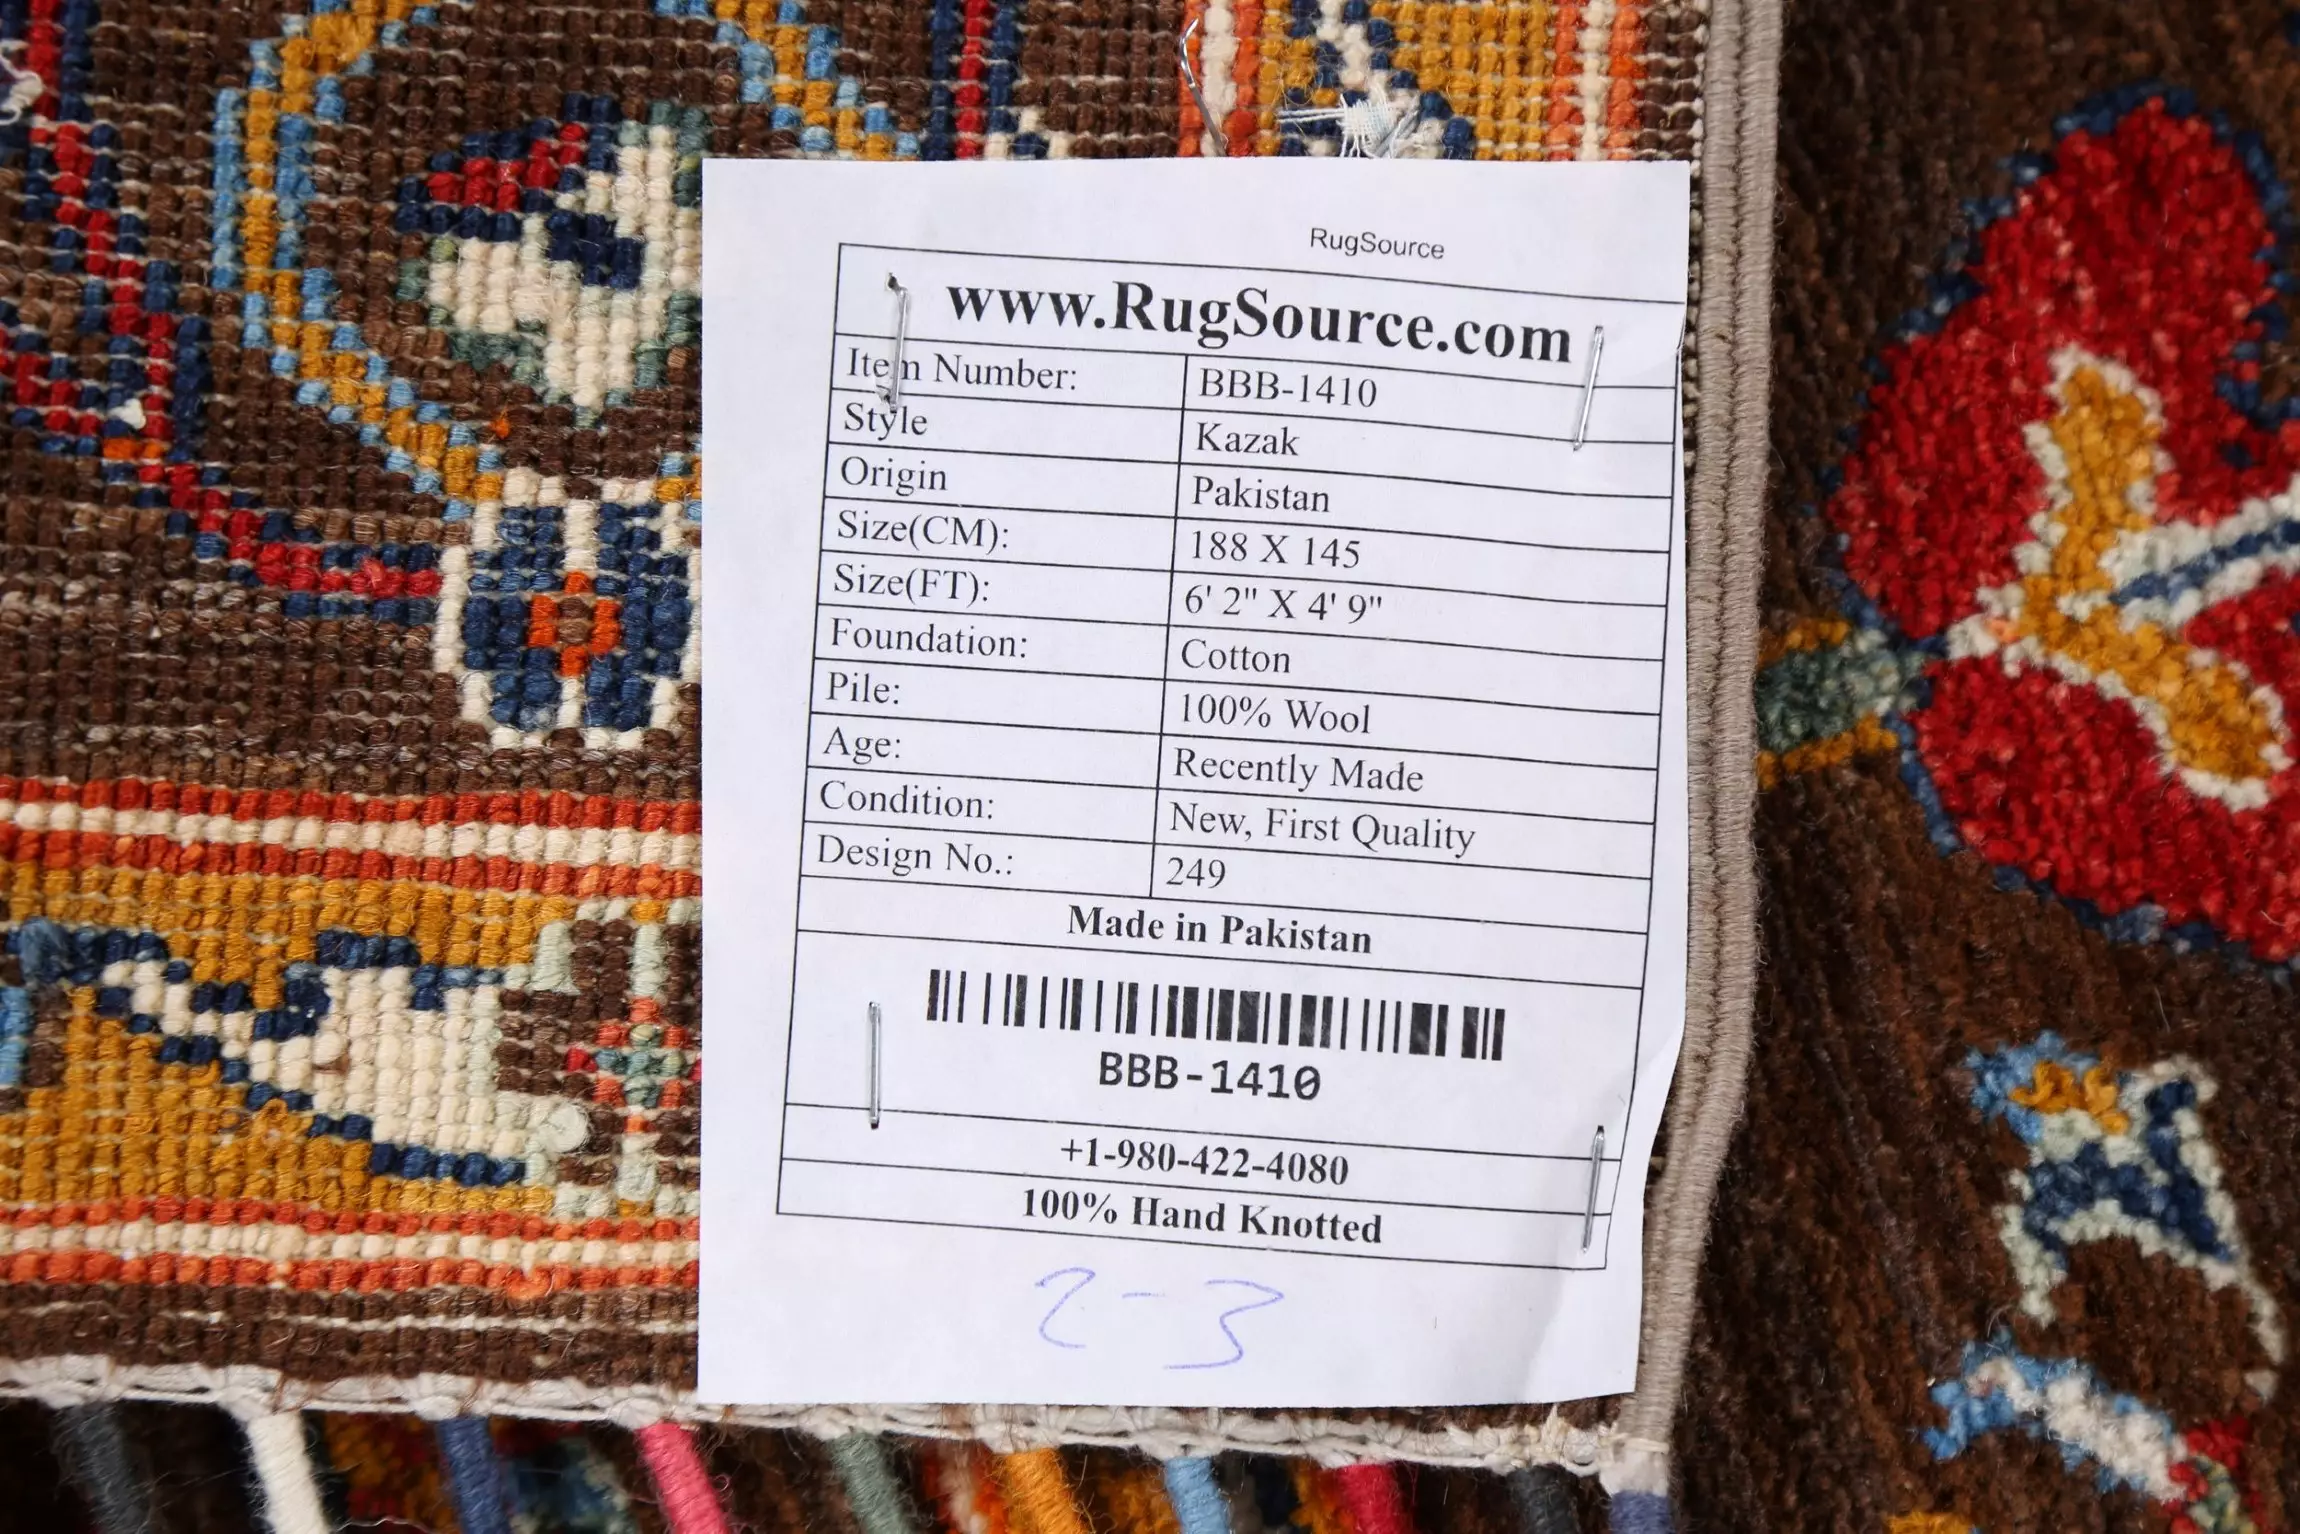 RugSource
www.RugSource.com
Item Number: BBB-1410
Style Kazak
Origin Pakistan
Size(CM): 188 X 145
Size(FT): 6' 2" X 4' 9"
Foundation: Cotton
Pile: 100% Wool
Age: Recently Made
Condition: New, First Quality
Design No.: 249
Made in Pakistan
BBB-1410
+1-980-422-4080
100% Hand Knotted
2-3